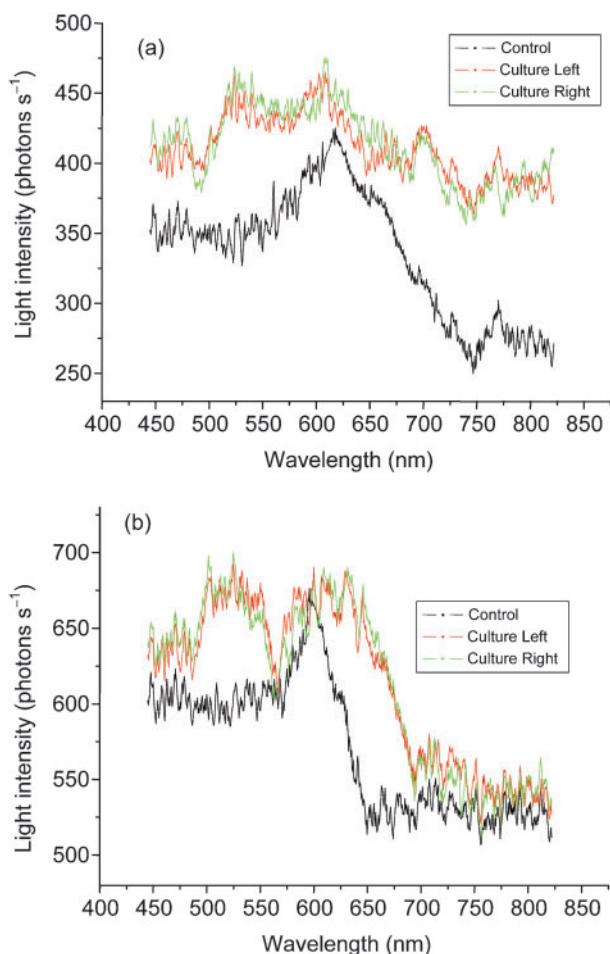 (a)
Control
Culture Left
Culture Right
Light intensity (photons s⁻¹)
500
450
400
350
300
250
400 450 500 550 600 650 700 750 800 850
Wavelength (nm)
(b)
Control
Culture Left
Culture Right
Light intensity (photons s⁻¹)
700
650
600
550
500
400 450 500 550 600 650 700 750 800 850
Wavelength (nm)